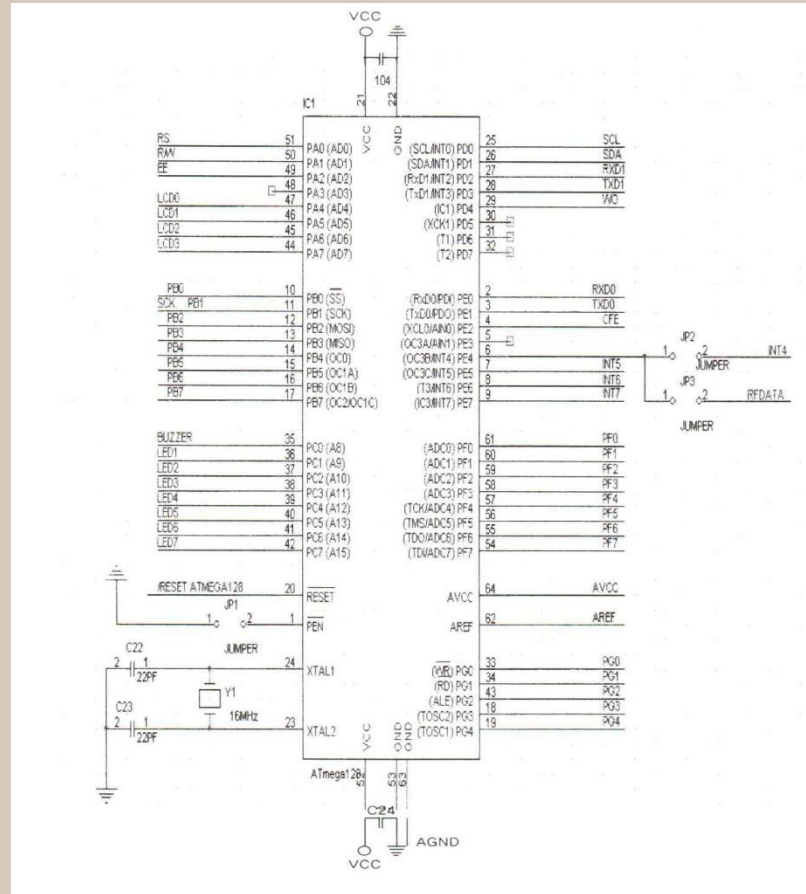 VCC
104
21
22
IC1
VCC
GND
RS 51 PA0 (AD0)
R/W 50 PA1 (AD1)
EE 49 PA2 (AD2)
48 PA3 (AD3)
LCD0 47 PA4 (AD4)
LCD1 46 PA5 (AD5)
LCD2 45 PA6 (AD6)
LCD3 44 PA7 (AD7)
(SCL/INT0) PD0 25 SCL
(SDA/INT1) PD1 26 SDA
(RxD1/INT2) PD2 27 RXD1
(TxD1/INT3) PD3 28 TXD1
(IC1) PD4 29 WO
(XCK1) PD5 30
(T1) PD6 31
(T2) PD7 32
PB0 10 PB0 (SS)
SCK PB1 11 PB1 (SCK)
PB2 12 PB2 (MOSI)
PB3 13 PB3 (MISO)
PB4 14 PB4 (OC0)
PB5 15 PB5 (OC1A)
PB6 16 PB6 (OC1B)
PB7 17 PB7 (OC2/OC1C)
(RxD0/PDI) PE0 2 RXD0
(TxD0/PDO) PE1 3 TXD0
(XCL0/AIN0) PE2 4 CFE
(OC3A/AIN1) PE3 5
(OC3B/INT4) PE4 6
(OC3C/INT5) PE5 7 INT5
(T3/INT6) PE6 8 INT6
(IC3/INT7) PE7 9 INT7
JP2
1 2 INT4
JUMPER
JP3
1 2 RFDATA
JUMPER
BUZZER 35 PC0 (A8)
LED1 36 PC1 (A9)
LED2 37 PC2 (A10)
LED3 38 PC3 (A11)
LED4 39 PC4 (A12)
LED5 40 PC5 (A13)
LED6 41 PC6 (A14)
LED7 42 PC7 (A15)
(ADC0) PF0 61 PF0
(ADC1) PF1 60 PF1
(ADC2) PF2 59 PF2
(ADC3) PF3 58 PF3
(TCK/ADC4) PF4 57 PF4
(TMS/ADC5) PF5 56 PF5
(TDO/ADC6) PF6 55 PF6
(TDI/ADC7) PF7 54 PF7
/RESET ATMEGA128 20 RESET
JP1
1 2 1 PEN
JUMPER
AVCC 64 AVCC
AREF 62 AREF
C22
2 1 24 XTAL1
22PF
Y1
16MHz
C23
2 1 23 XTAL2
22PF
(WR) PG0 33 PG0
(RD) PG1 34 PG1
(ALE) PG2 43 PG2
(TOSC2) PG3 18 PG3
(TOSC1) PG4 19 PG4
VCC
GND
GND
53
63
C24
AGND
VCC